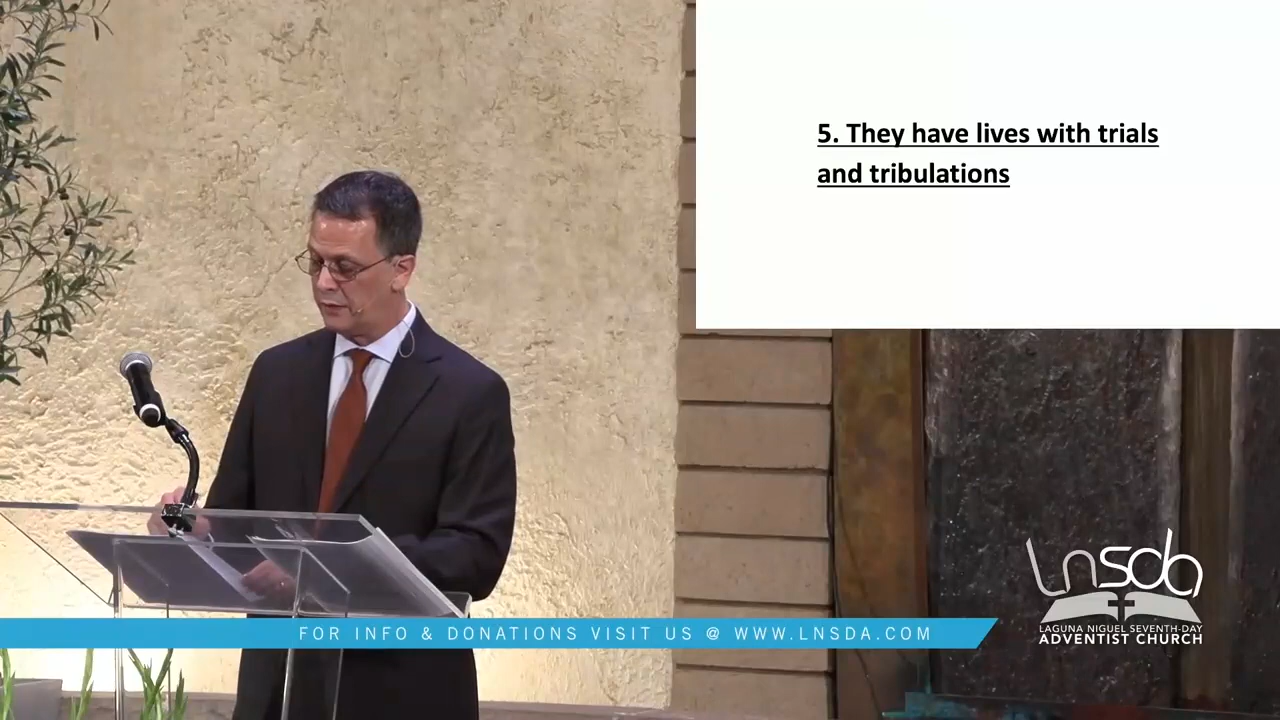 5. They have lives with trials
and tribulations
FOR INFO & DONATIONS VISIT US @ WWW.LNSDA.COM
Lnsda
LAGUNA NIGUEL SEVENTH-DAY
ADVENTIST CHURCH